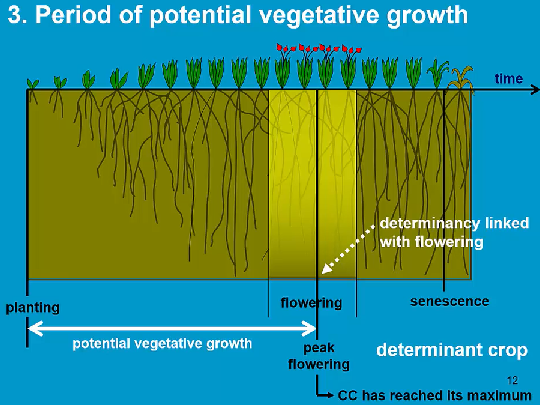 3. Period of potential vegetative growth
time
determinancy linked
with flowering
planting
flowering
senescence
potential vegetative growth
peak
flowering
determinant crop
12
CC has reached its maximum